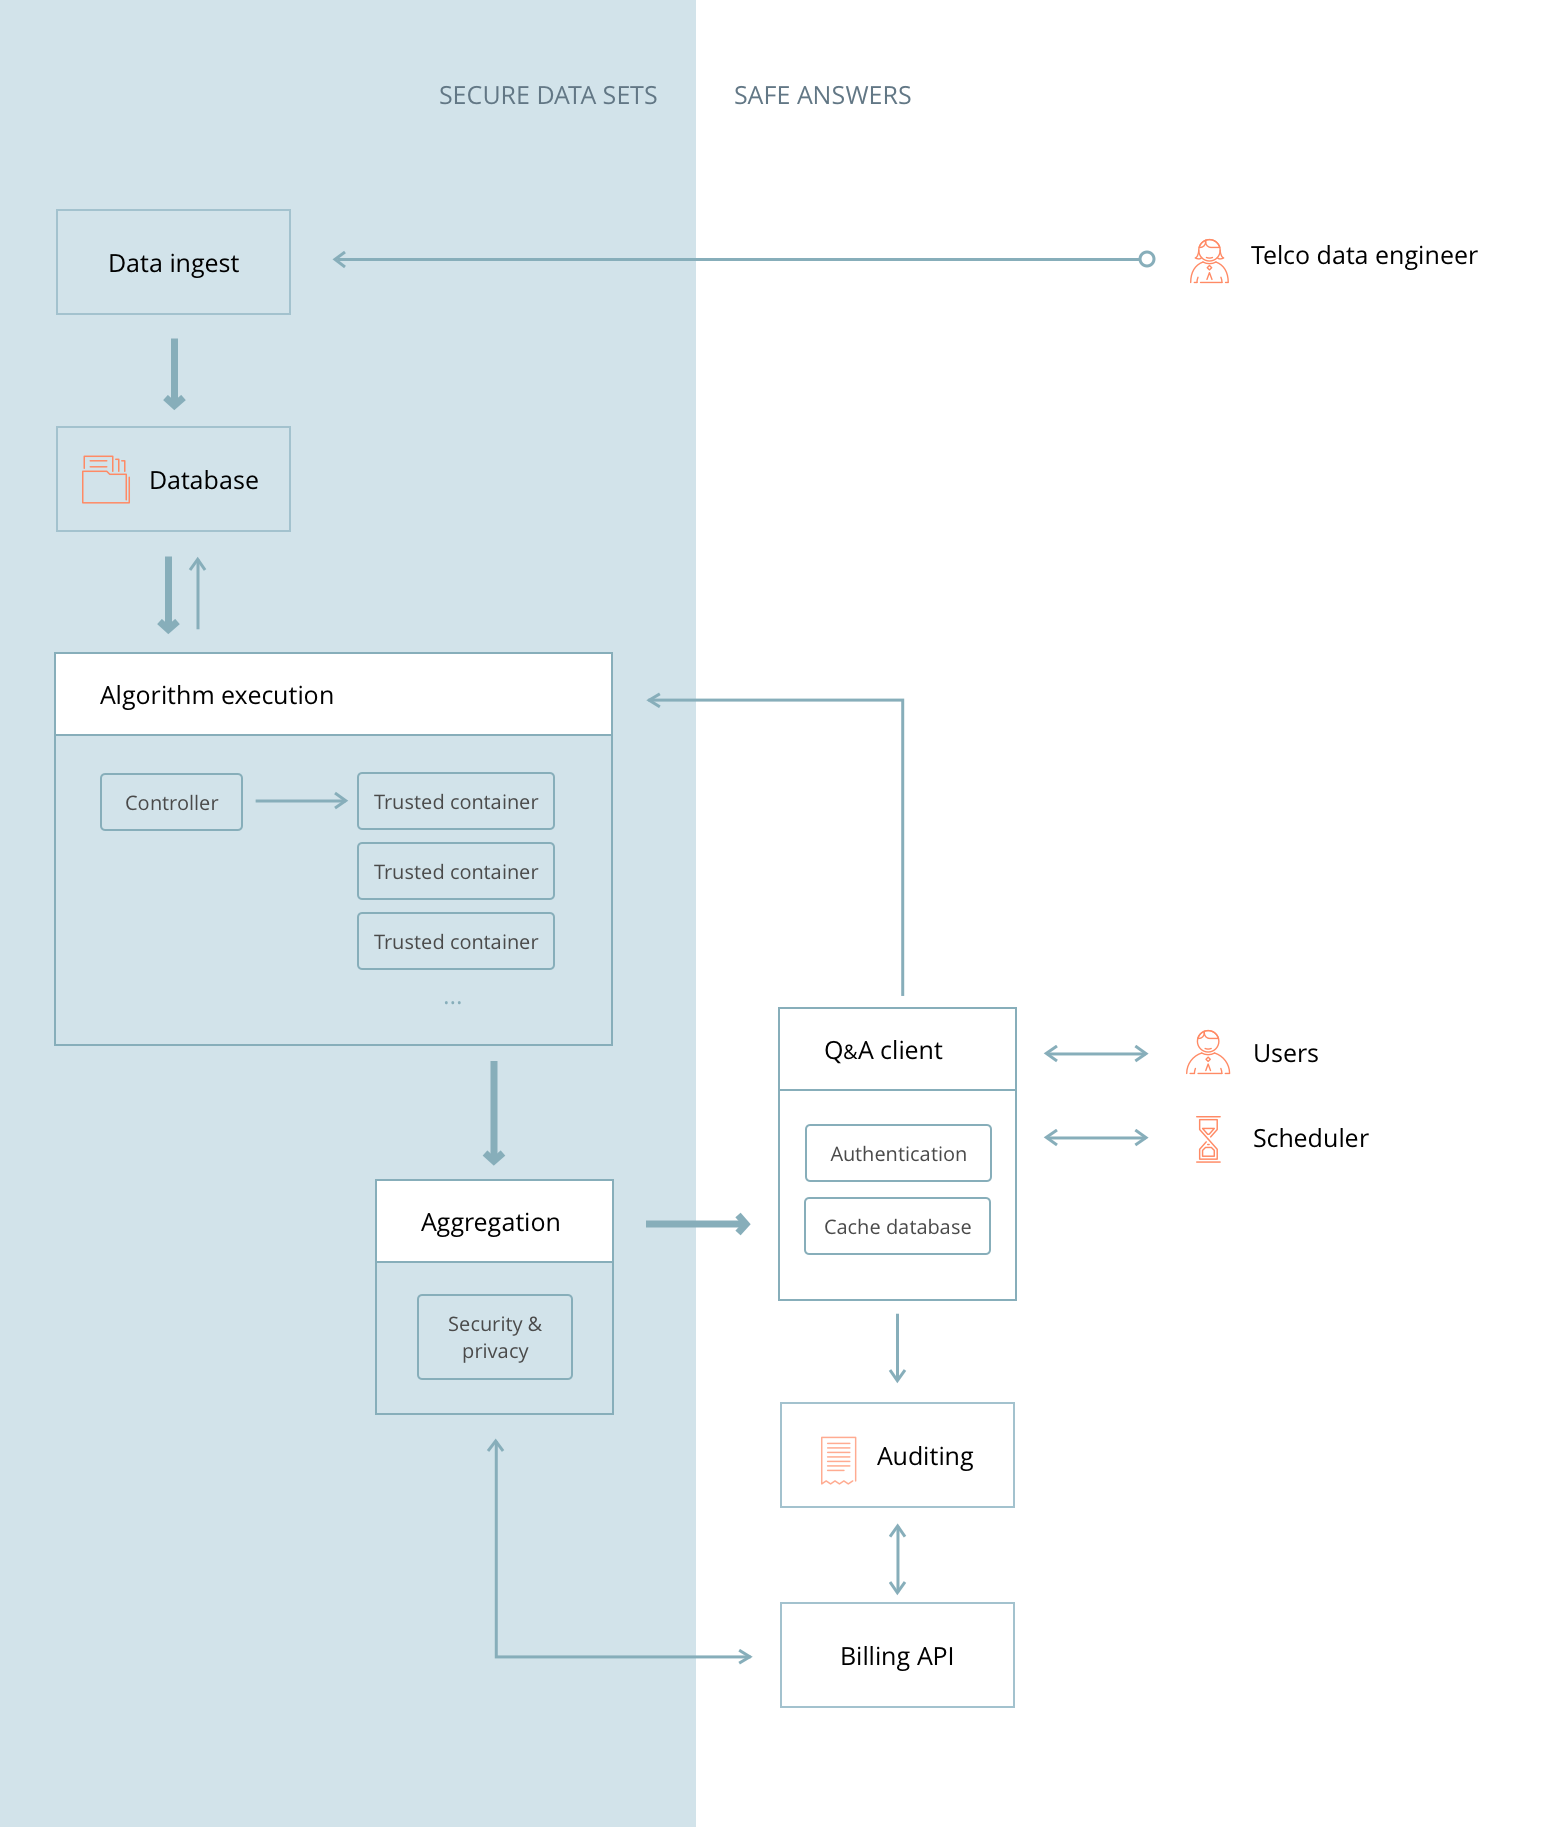 SECURE DATA SETS
SAFE ANSWERS
Data ingest
Telco data engineer
Database
Algorithm execution
Controller
Trusted container
Trusted container
Trusted container
...
Q&A client
Users
Authentication
Scheduler
Cache database
Aggregation
Security &
privacy
Auditing
Billing API